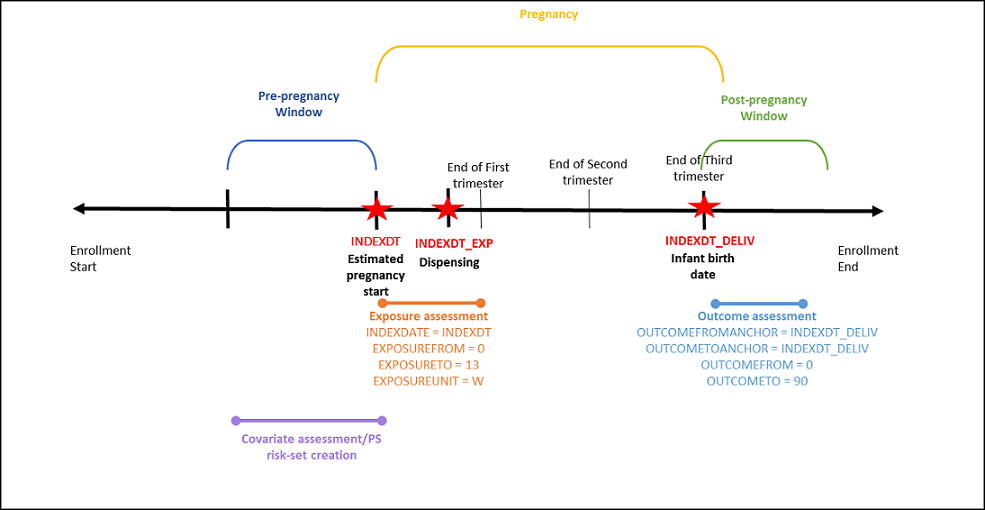 Pregnancy
Pre-pregnancy
Window
Post-pregnancy
Window
End of First
trimester
End of Second
trimester
End of Third
trimester
Enrollment
Start
INDEXDT
Estimated
pregnancy
start
INDEXDT_EXP
Dispensing
INDEXDT_DELIV
Infant birth
date
Enrollment
End
Exposure assessment
INDEXDATE = INDEXDT
EXPOSUREFROM = 0
EXPOSURETO = 13
EXPOSUREUNIT = W
Outcome assessment
OUTCOMEFROMANCHOR = INDEXDT_DELIV
OUTCOMETOANCHOR = INDEXDT_DELIV
OUTCOMEFROM = 0
OUTCOMETO = 90
Covariate assessment/PS
risk-set creation